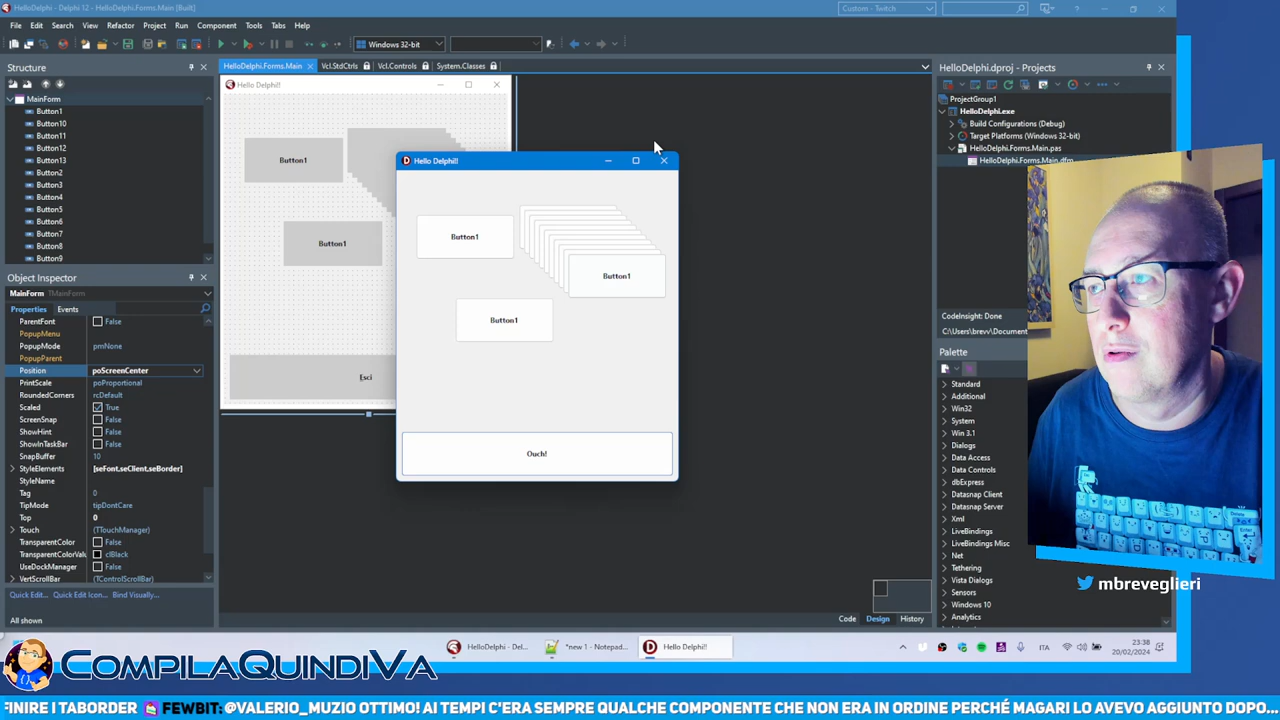 HelloDelphi - Delphi 12 - HelloDelphi.Forms.Main [Built]
Custom - Twitch
File Edit Search View Refactor Project Run Component Tools Tabs Help
Windows 32-bit
Structure
MainForm
Button1
Button10
Button11
Button12
Button13
Button2
Button3
Button4
Button5
Button6
Button7
Button8
Button9
Object Inspector
MainForm TMainForm
Properties Events
ParentFont False
PopupMenu
PopupMode pmNone
PopupParent
Position poScreenCenter
PrintScale poProportional
RoundedCorners rcDefault
Scaled True
ScreenSnap False
ShowHint False
ShowInTaskBar False
SnapBuffer 10
StyleElements [seFont,seClient,seBorder]
StyleName
Tag 0
TipMode tipDontCare
Top 0
Touch (TTouchManager)
TransparentColor False
TransparentColorValu clBlack
UseDockManager False
VertScrollBar (TControlScrollBar)
Quick Edit... Quick Edit Icon... Bind Visually...
All shown
HelloDelphi.Forms.Main Vcl.StdCtrls Vcl.Controls System.Classes
Hello Delphi!!
Button1
Button1
Esci
Hello Delphi!!
Button1
Button1
Button1
Ouch!
Code Design History
HelloDelphi.dproj - Projects
ProjectGroup1
HelloDelphi.exe
Build Configurations (Debug)
Target Platforms (Windows 32-bit)
HelloDelphi.Forms.Main.pas
HelloDelphi.Forms.Main.dfm
CodeInsight: Done
C:\Users\brevv\Document
Palette
Standard
Additional
Win32
System
Win 3.1
Dialogs
Data Access
Data Controls
dbExpress
Datasnap Client
Datasnap Server
Xml
LiveBindings
LiveBindings Misc
Net
Tethering
Vista Dialogs
Sensors
Windows 10
Analytics
mbreveglieri
HelloDelphi - Del... *new 1 - Notepad... Hello Delphi!!
ITA
23:38
20/02/2024
COMPILAQUINDIVA
FINIRE I TABORDER FEWBIT: @VALERIO_MUZIO OTTIMO! AI TEMPI C'ERA SEMPRE QUALCHE COMPONENTE CHE NON ERA IN ORDINE PERCHÉ MAGARI LO AVEVO AGGIUNTO DOPO...